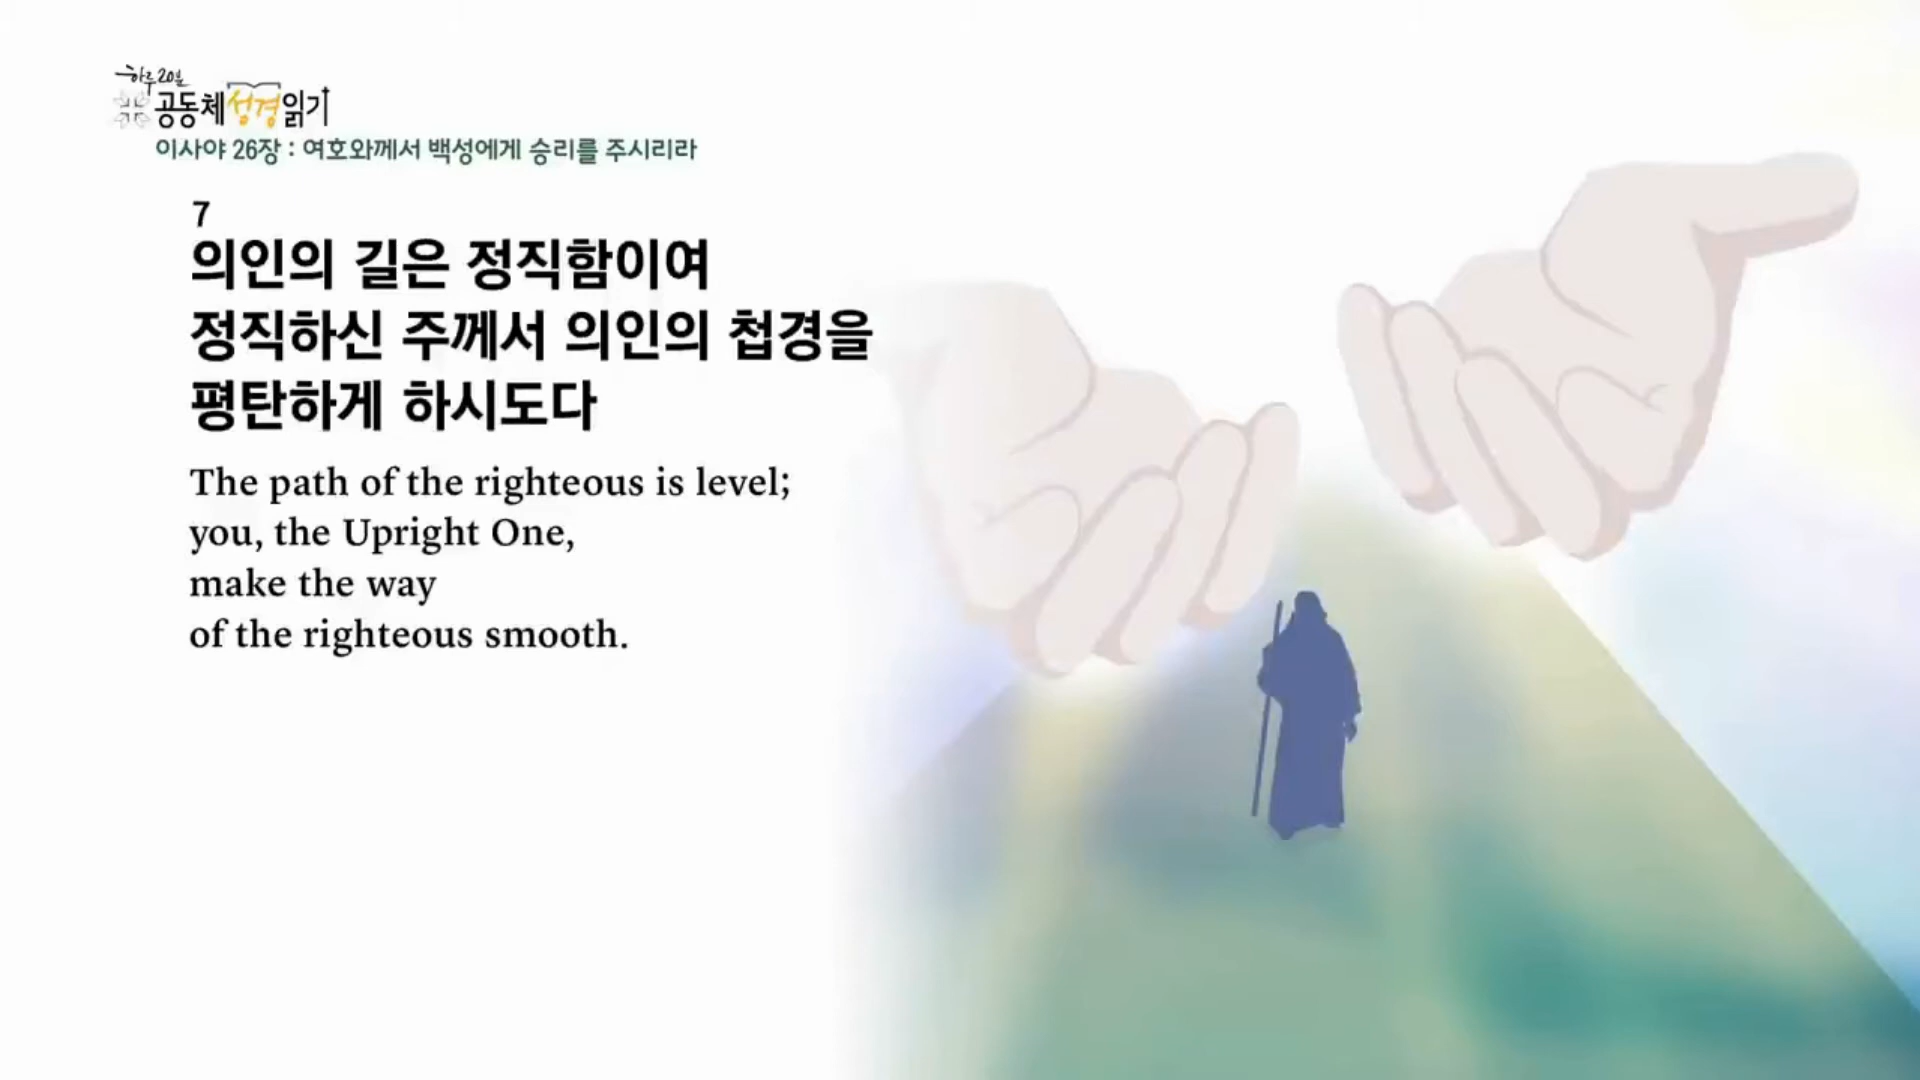 하루20분
공동체성경읽기
이사야 26장 : 여호와께서 백성에게 승리를 주시리라
7
의인의 길은 정직함이여
정직하신 주께서 의인의 첩경을
평탄하게 하시도다
The path of the righteous is level;
you, the Upright One,
make the way
of the righteous smooth.